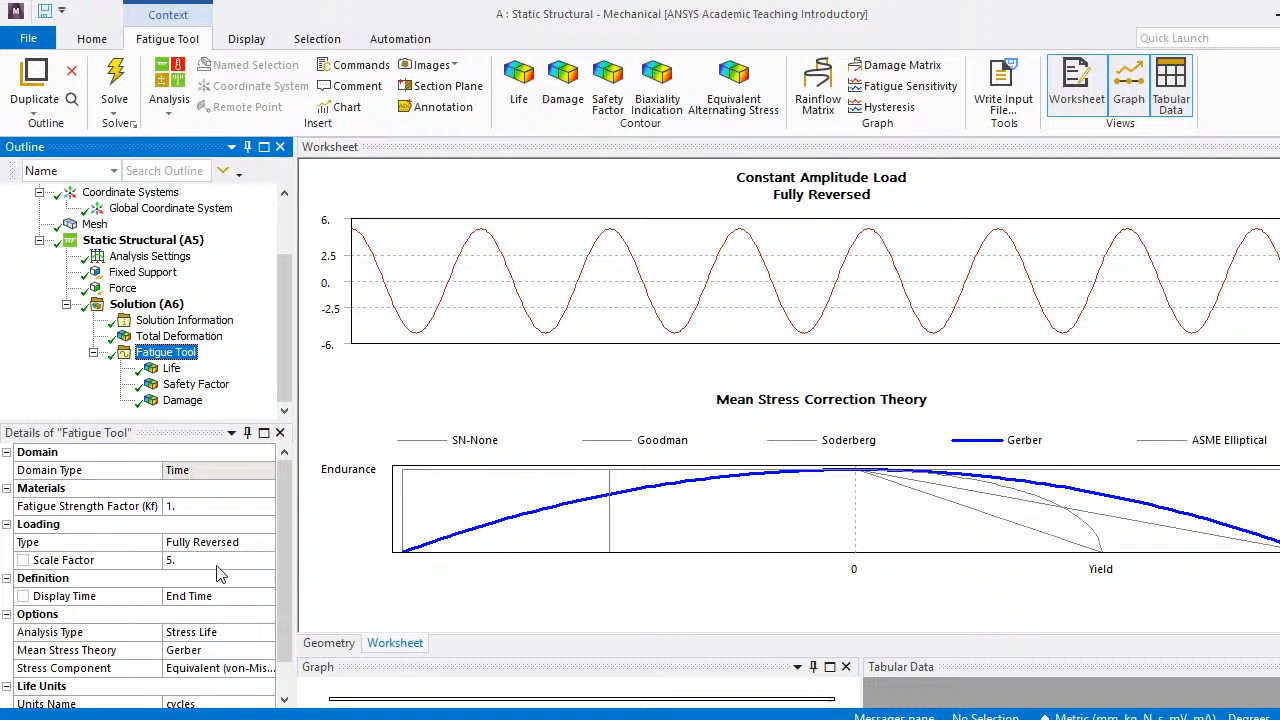 M
Context
A : Static Structural - Mechanical [ANSYS Academic Teaching Introductory]
File
Home
Fatigue Tool
Display
Selection
Automation
Quick Launch
Duplicate
Outline
Solve
Solver
Analysis
Named Selection
Coordinate System
Remote Point
Commands
Comment
Chart
Images
Section Plane
Annotation
Insert
Life
Damage
Safety Factor
Biaxiality Indication
Equivalent Alternating Stress
Contour
Rainflow Matrix
Damage Matrix
Fatigue Sensitivity
Hysteresis
Graph
Write Input File...
Tools
Worksheet
Graph
Tabular Data
Views
Outline
Name
Search Outline
Coordinate Systems
Global Coordinate System
Mesh
Static Structural (A5)
Analysis Settings
Fixed Support
Force
Solution (A6)
Solution Information
Total Deformation
Fatigue Tool
Life
Safety Factor
Damage
Details of "Fatigue Tool"
Domain
Domain Type Time
Materials
Fatigue Strength Factor (Kf) 1.
Loading
Type Fully Reversed
Scale Factor 5.
Definition
Display Time End Time
Options
Analysis Type Stress Life
Mean Stress Theory Gerber
Stress Component Equivalent (von-Mis...
Life Units
Units Name cycles
Worksheet
Constant Amplitude Load
Fully Reversed
6.
2.5
0.
-2.5
-6.
Mean Stress Correction Theory
SN-None Goodman Soderberg Gerber ASME Elliptical
Endurance
0 Yield
Geometry Worksheet
Graph
Tabular Data
Messages pane No Selection Metric (mm, kg, N, s, mV, mA) Degrees